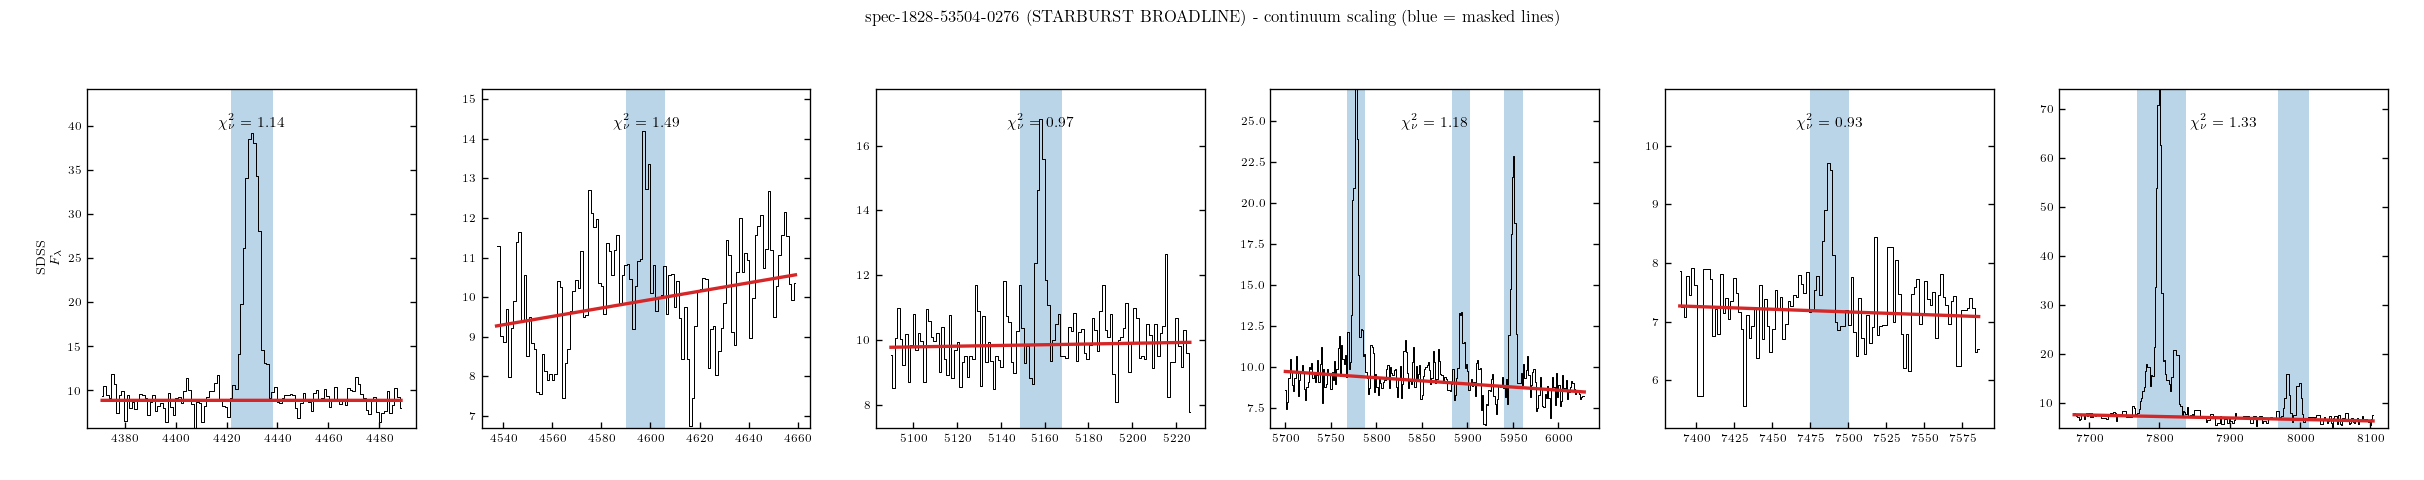 spec-1828-53504-0276 (STARBURST BROADLINE) - continuum scaling (blue = masked lines)
SDSS
Fλ
χ²ν = 1.14
40
35
30
25
20
15
10
4380 4400 4420 4440 4460 4480
χ²ν = 1.49
15
14
13
12
11
10
9
8
7
4540 4560 4580 4600 4620 4640 4660
χ²ν = 0.97
16
14
12
10
8
5100 5120 5140 5160 5180 5200 5220
χ²ν = 1.18
25.0
22.5
20.0
17.5
15.0
12.5
10.0
7.5
5700 5750 5800 5850 5900 5950 6000
χ²ν = 0.93
10
9
8
7
6
7400 7425 7450 7475 7500 7525 7550 7575
χ²ν = 1.33
70
60
50
40
30
20
10
7700 7800 7900 8000 8100